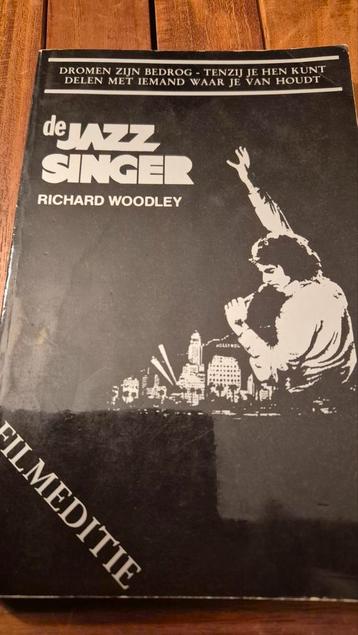 DROMEN ZIJN BEDROG - TENZIJ JE HEN KUNT
DELEN MET IEMAND WAAR JE VAN HOUDT
de JAZZ
SINGER
RICHARD WOODLEY
HOLLYWOOD
FILMEDITIE